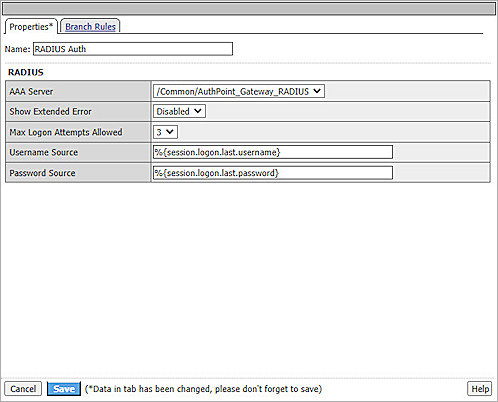 Properties* Branch Rules
Name: RADIUS Auth
RADIUS
AAA Server /Common/AuthPoint_Gateway_RADIUS
Show Extended Error Disabled
Max Logon Attempts Allowed 3
Username Source %{session.logon.last.username}
Password Source %{session.logon.last.password}
Cancel Save (*Data in tab has been changed, please don't forget to save) Help